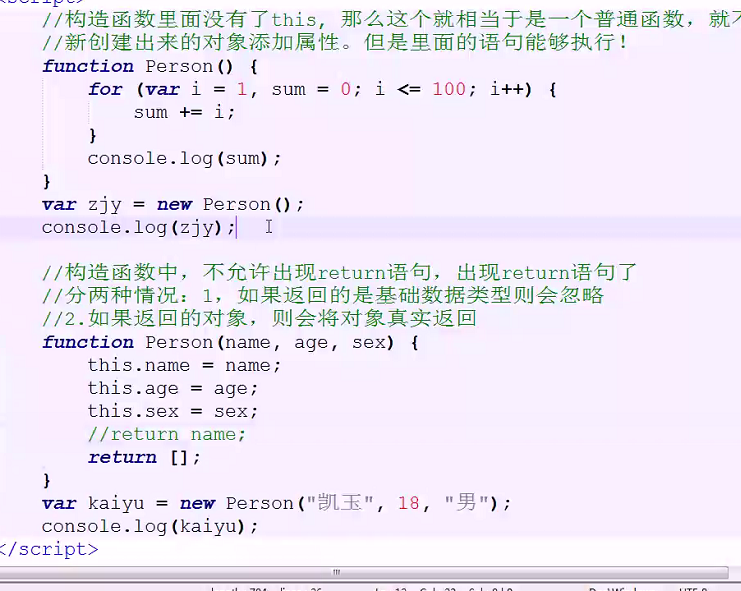 script>
//构造函数里面没有了this, 那么这个就相当于是一个普通函数，就不
//新创建出来的对象添加属性。但是里面的语句能够执行!
function Person() {
for (var i = 1, sum = 0; i <= 100; i++) {
sum += i;
}
console.log(sum);
}
var zjy = new Person();
console.log(zjy);
//构造函数中，不允许出现return语句，出现return语句了
//分两种情况：1，如果返回的是基础数据类型则会忽略
//2.如果返回的对象，则会将对象真实返回
function Person(name, age, sex) {
this.name = name;
this.age = age;
this.sex = sex;
//return name;
return [];
}
var kaiyu = new Person("凯玉", 18, "男");
console.log(kaiyu);
</script>